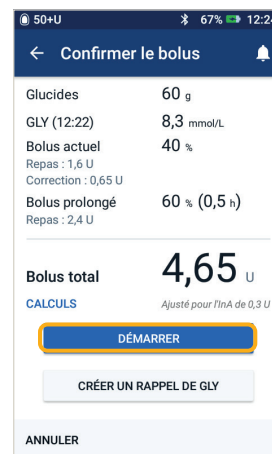 50+U 67% 12:24
← Confirmer le bolus
Glucides 60 g
GLY (12:22) 8,3 mmol/L
Bolus actuel 40 %
Repas : 1,6 U
Correction : 0,65 U
Bolus prolongé 60 % (0,5 h)
Repas : 2,4 U
Bolus total 4,65 U
CALCULS Ajusté pour l'InA de 0,3 U
DÉMARRER
CRÉER UN RAPPEL DE GLY
ANNULER